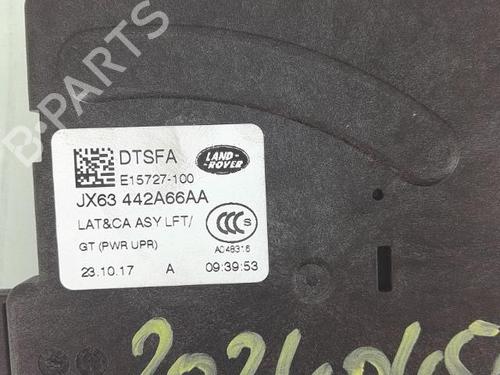 B-PARTS
DTSFA
LAND-
ROVER
E15727-100
JX63 442A66AA
LAT&CA ASY LFT/
GT (PWR UPR)
CCC
A048316
23.10.17 A 09:39:53